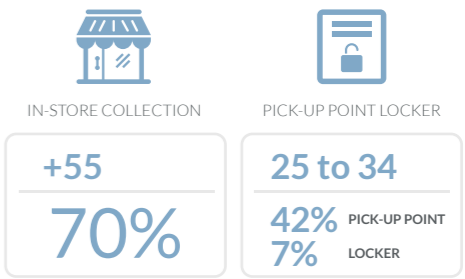 IN-STORE COLLECTION
+55
70%
PICK-UP POINT LOCKER
25 to 34
42% PICK-UP POINT
7% LOCKER